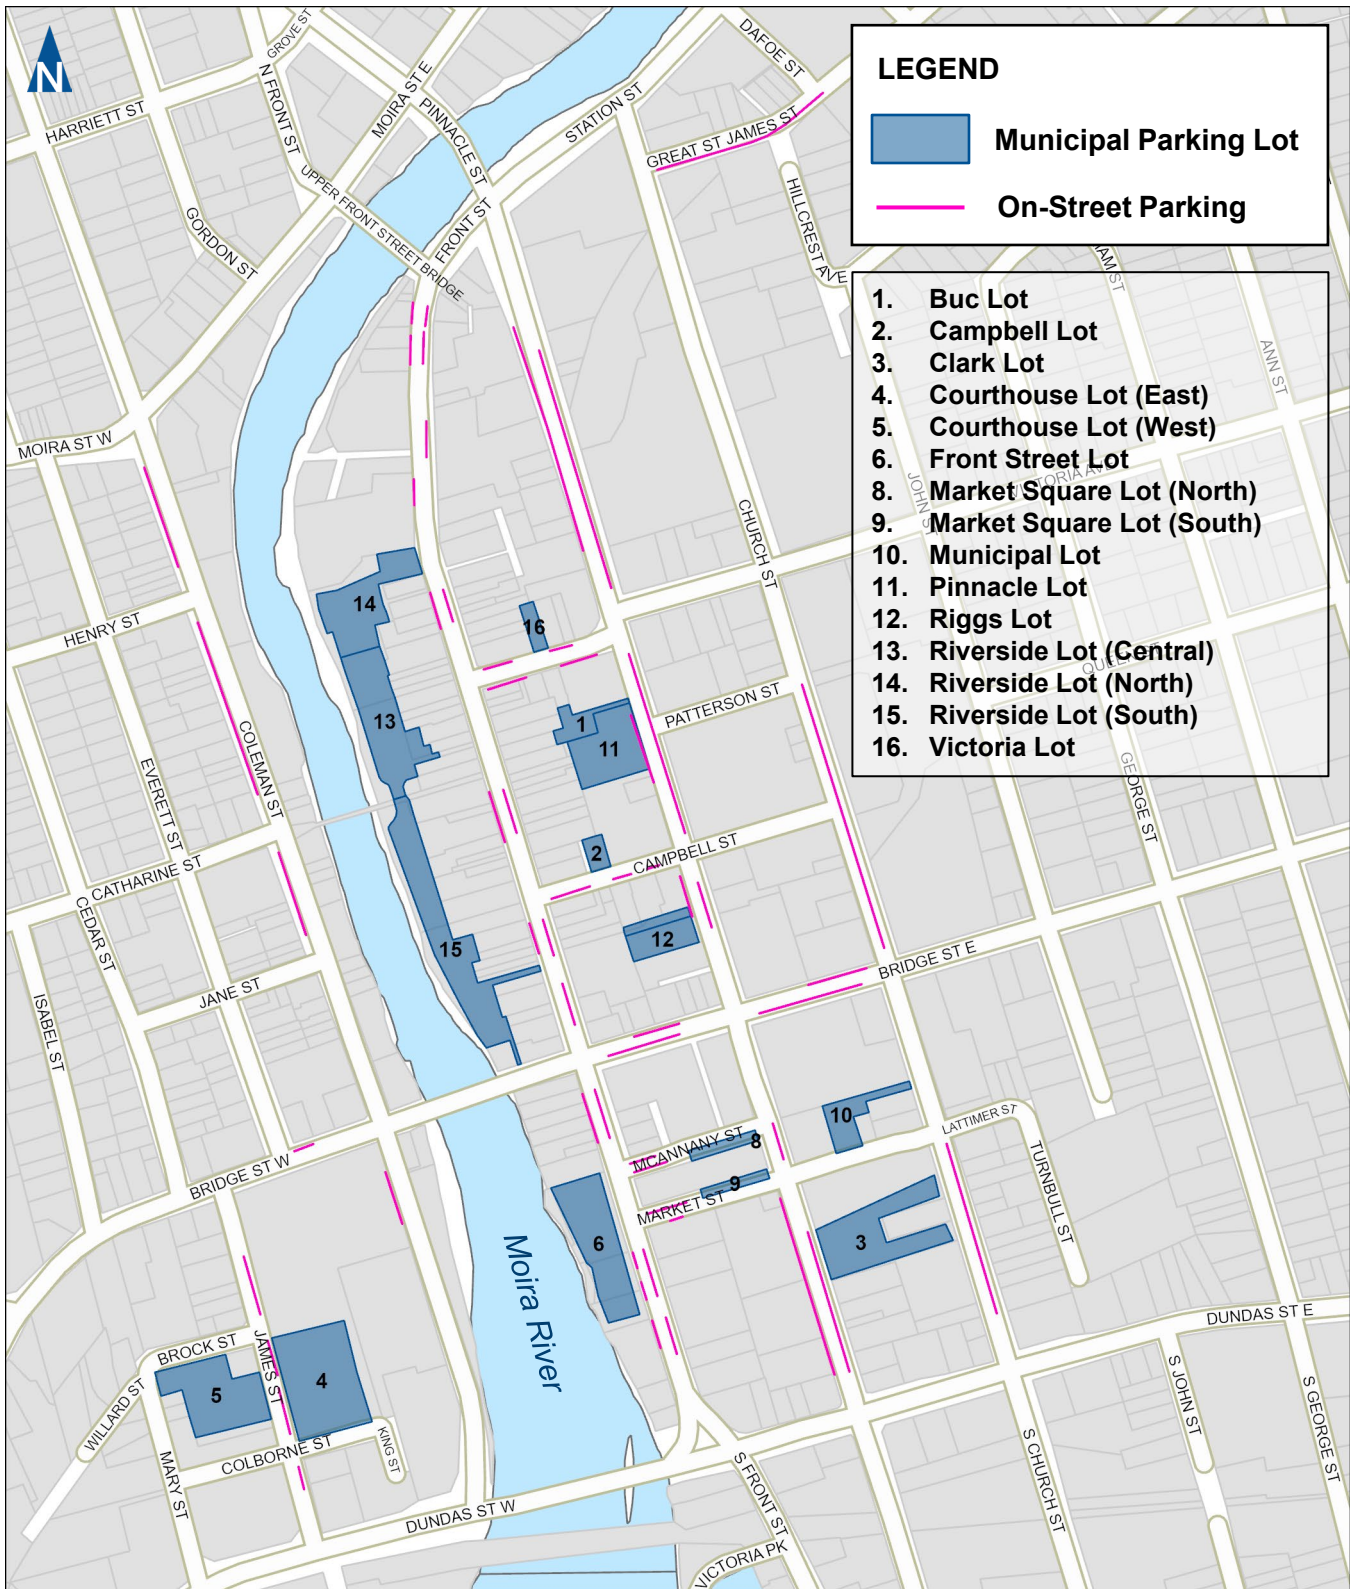 N
LEGEND
Municipal Parking Lot
On-Street Parking
1. Buc Lot
2. Campbell Lot
3. Clark Lot
4. Courthouse Lot (East)
5. Courthouse Lot (West)
6. Front Street Lot
8. Market Square Lot (North)
9. Market Square Lot (South)
10. Municipal Lot
11. Pinnacle Lot
12. Riggs Lot
13. Riverside Lot (Central)
14. Riverside Lot (North)
15. Riverside Lot (South)
16. Victoria Lot
GROVE ST
DAFOE ST
N FRONT ST
MOIRA ST E
HARRIETT ST
PINNACLE ST
STATION ST
GREAT ST JAMES ST
UPPER FRONT STREET BRIDGE
FRONT ST
GORDON ST
HILLCREST AVE
AM ST
ANN ST
MOIRA ST W
JOHN ST
VICTORIA AV
CHURCH ST
14
16
HENRY ST
13
1
11
PATTERSON ST
COLEMAN ST
EVERETT ST
GEORGE ST
2
CAMPBELL ST
CATHARINE ST
CEDAR ST
15
12
BRIDGE ST E
JANE ST
ISABEL ST
10
LATTIMER ST
MCANNANY ST
8
9
MARKET ST
TURNBULL ST
BRIDGE ST W
6
3
Moira River
DUNDAS ST E
BROCK ST
JAMES ST
5
4
WILLARD ST
MARY ST
COLBORNE ST
KING ST
S JOHN ST
S GEORGE ST
S FRONT ST
S CHURCH ST
DUNDAS ST W
VICTORIA PK